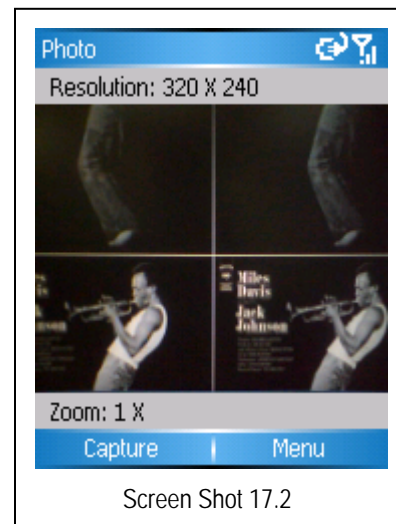 Photo
Resolution: 320 X 240
Miles
Davis
Jack
Johnson
Zoom: 1 X
Capture Menu
Screen Shot 17.2